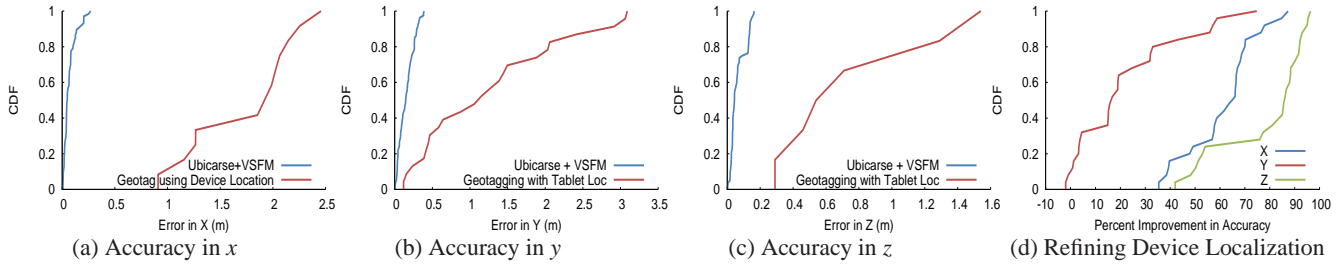 1
0.8
0.6
0.4
0.2
0
CDF
0 0.5 1 1.5 2 2.5
Error in X (m)
Ubicarse+VSFM
Geotag using Device Location
(a) Accuracy in x
1
0.8
0.6
0.4
0.2
0
CDF
0 0.5 1 1.5 2 2.5 3 3.5
Error in Y (m)
Ubicarse + VSFM
Geotagging with Tablet Loc
(b) Accuracy in y
1
0.8
0.6
0.4
0.2
0
CDF
0 0.2 0.4 0.6 0.8 1 1.2 1.4 1.6
Error in Z (m)
Ubicarse + VSFM
Geotagging with Tablet Loc
(c) Accuracy in z
1
0.8
0.6
0.4
0.2
0
CDF
-10 0 10 20 30 40 50 60 70 80 90 100
Percent Improvement in Accuracy
X
Y
Z
(d) Refining Device Localization